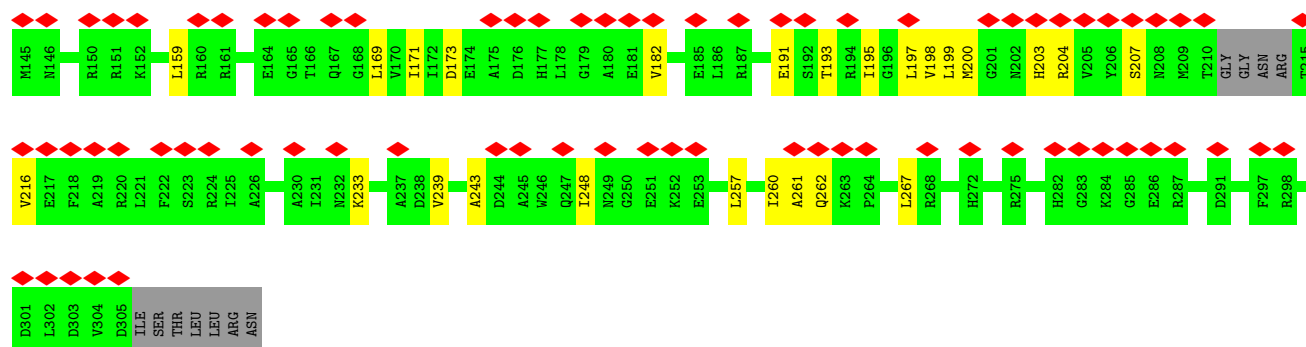 M145 N146 R150 R151 K152 L159 R160 R161 E164 G165 T166 Q167 G168 L169 V170 I171 I172 D173 E174 A175 D176 H177 L178 G179 A180 E181 V182 E185 L186 R187 E191 S192 T193 R194 I195 G196 L197 V198 L199 M200 G201 N202 H203 R204 V205 Y206 S207 N208 M209 T210 GLY GLY ASN ARG T215
V216 E217 F218 A219 R220 L221 F222 S223 R224 I225 A226 A230 I231 N232 K233 A237 D238 V239 A243 D244 A245 W246 Q247 I248 N249 G250 E251 K252 E253 L257 I260 A261 Q262 K263 P264 L267 R268 H272 R275 H282 G283 K284 G285 E286 R287 D291 F297 R298
D301 L302 D303 V304 D305 ILE SER THR LEU LEU ARG ASN